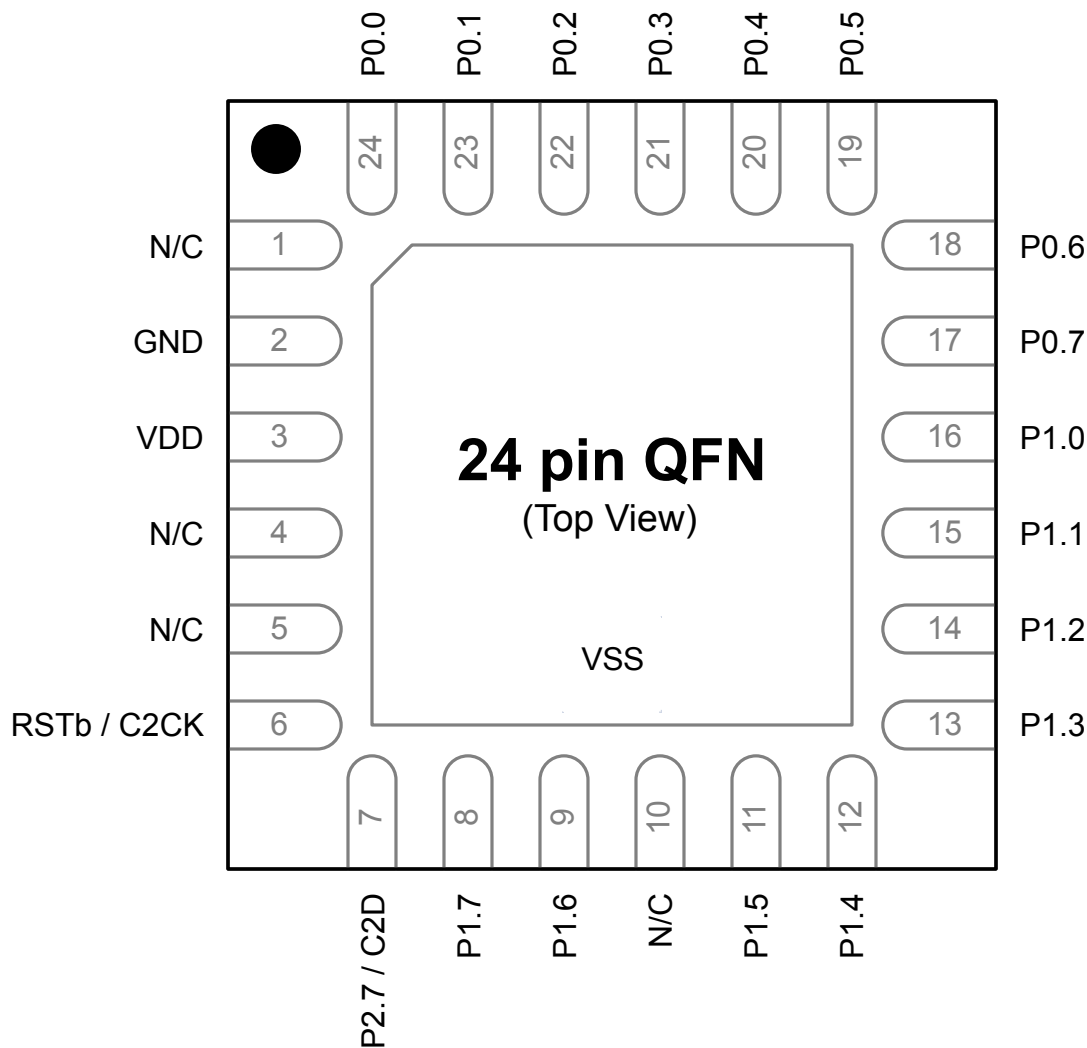 P0.0
P0.1
P0.2
P0.3
P0.4
P0.5
24
23
22
21
20
19
N/C
1
18
P0.6
GND
2
17
P0.7
VDD
3
16
P1.0
24 pin QFN
(Top View)
N/C
4
15
P1.1
N/C
5
14
P1.2
VSS
RSTb / C2CK
6
13
P1.3
7
8
9
10
11
12
P2.7 / C2D
P1.7
P1.6
N/C
P1.5
P1.4